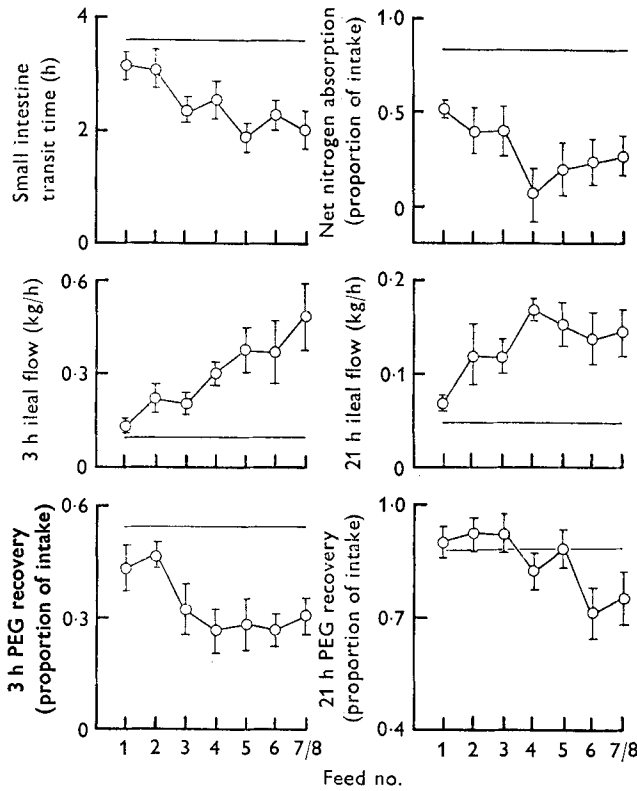 Small intestine
transit time (h)
4
2
0
Net nitrogen absorption
(proportion of intake)
1·0
0·5
0
3 h ileal flow (kg/h)
0·6
0·3
0
21 h ileal flow (kg/h)
0·2
0·1
0
3 h PEG recovery
(proportion of intake)
0·6
0·3
0
1 2 3 4 5 6 7/8
21 h PEG recovery
(proportion of intake)
1·0
0·7
0·4
1 2 3 4 5 6 7/8
Feed no.